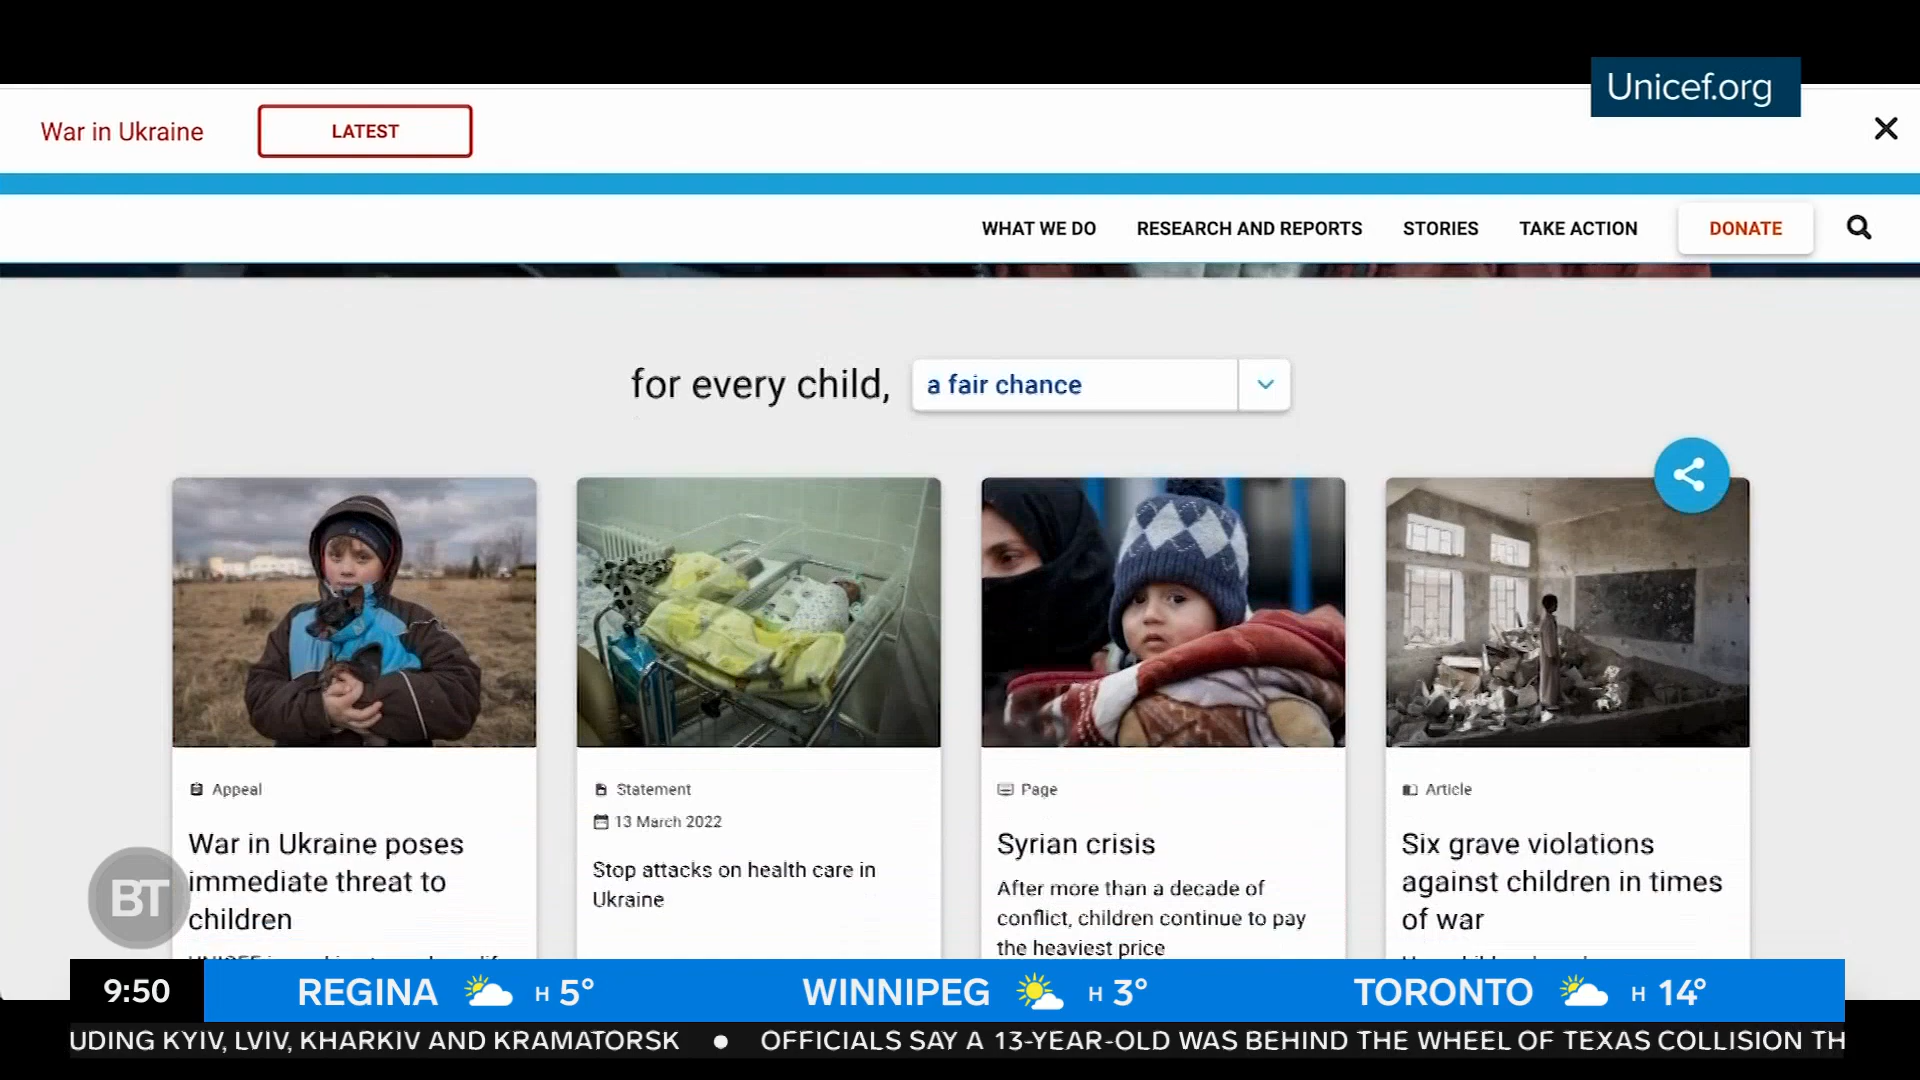 Unicef.org
War in Ukraine
LATEST
WHAT WE DO
RESEARCH AND REPORTS
STORIES
TAKE ACTION
DONATE
for every child,
a fair chance
Appeal
War in Ukraine poses
immediate threat to
children
Statement
13 March 2022
Stop attacks on health care in
Ukraine
Page
Syrian crisis
After more than a decade of
conflict, children continue to pay
the heaviest price
Article
Six grave violations
against children in times
of war
BT
9:50
REGINA H 5°
WINNIPEG H 3°
TORONTO H 14°
UDING KYIV, LVIV, KHARKIV AND KRAMATORSK ● OFFICIALS SAY A 13-YEAR-OLD WAS BEHIND THE WHEEL OF TEXAS COLLISION TH